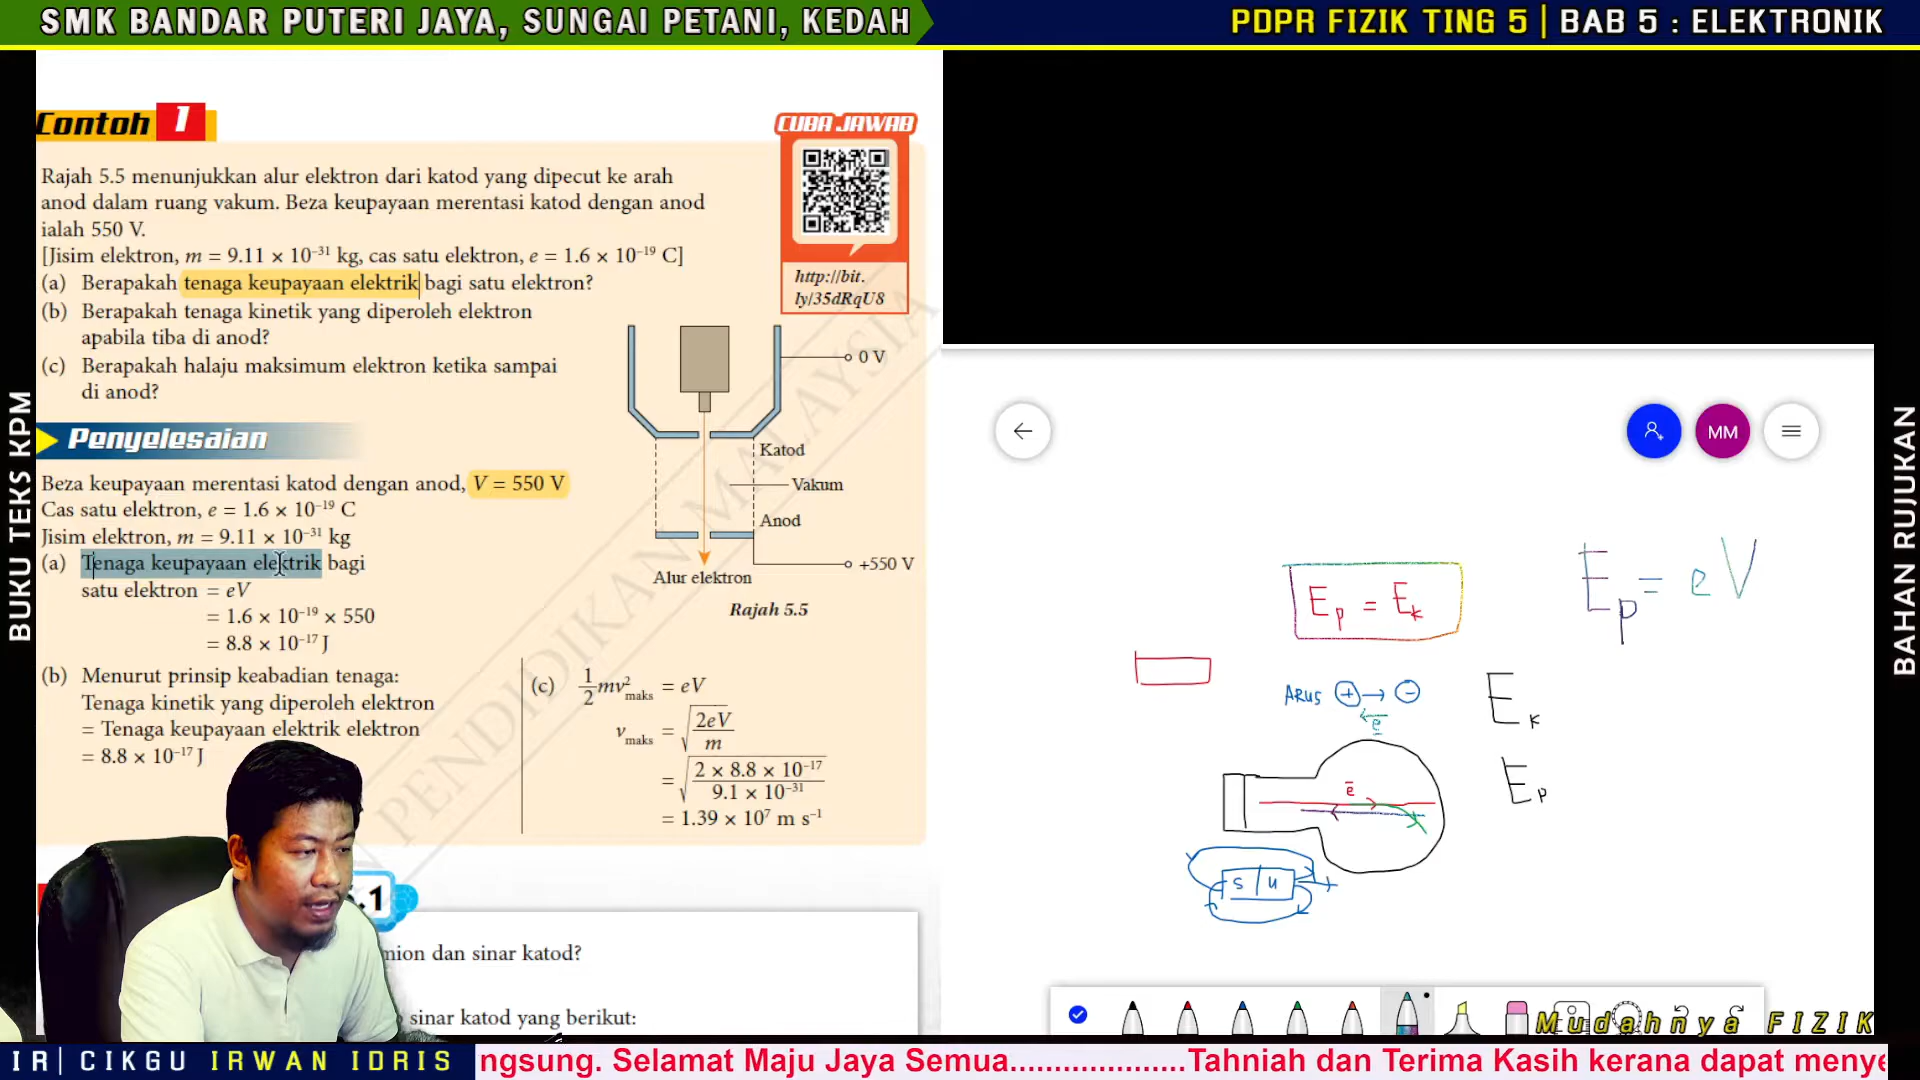 SMK BANDAR PUTERI JAYA, SUNGAI PETANI, KEDAH
PDPR FIZIK TING 5 | BAB 5 : ELEKTRONIK
BUKU TEKS KPM
BAHAN RUJUKAN
Contoh 1
CUBA JAWAB
http://bit.
ly/35dRqU8
Rajah 5.5 menunjukkan alur elektron dari katod yang dipecut ke arah
anod dalam ruang vakum. Beza keupayaan merentasi katod dengan anod
ialah 550 V.
[Jisim elektron, m = 9.11 × 10⁻³¹ kg, cas satu elektron, e = 1.6 × 10⁻¹⁹ C]
(a) Berapakah tenaga keupayaan elektrik bagi satu elektron?
(b) Berapakah tenaga kinetik yang diperoleh elektron
apabila tiba di anod?
(c) Berapakah halaju maksimum elektron ketika sampai
di anod?
0 V
Katod
Vakum
Anod
+550 V
Alur elektron
Rajah 5.5
Penyelesaian
Beza keupayaan merentasi katod dengan anod, V = 550 V
Cas satu elektron, e = 1.6 × 10⁻¹⁹ C
Jisim elektron, m = 9.11 × 10⁻³¹ kg
(a) Tenaga keupayaan elektrik bagi
satu elektron = eV
= 1.6 × 10⁻¹⁹ × 550
= 8.8 × 10⁻¹⁷ J
(b) Menurut prinsip keabadian tenaga:
Tenaga kinetik yang diperoleh elektron
= Tenaga keupayaan elektrik elektron
= 8.8 × 10⁻¹⁷ J
(c) ½mv²maks = eV
vmaks = √(2eV/m)
= √(2 × 8.8 × 10⁻¹⁷ / 9.1 × 10⁻³¹)
= 1.39 × 10⁷ m s⁻¹
PENDIDIKAN MALAYSIA
.1
mion dan sinar katod?
sinar katod yang berikut:
MM
Ep = Ek
Ep = eV
ARUS + → -
e
Ek
Ep
e
S U
Mudahnya FIZIK
IR| CIKGU IRWAN IDRIS
ngsung. Selamat Maju Jaya Semua....................Tahniah dan Terima Kasih kerana dapat menye